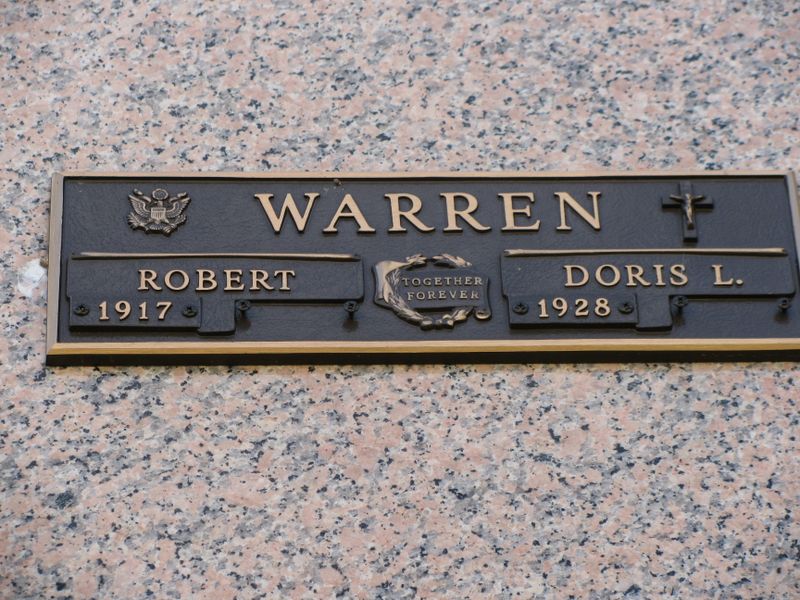 WARREN
ROBERT
1917
TOGETHER
FOREVER
DORIS L.
1928